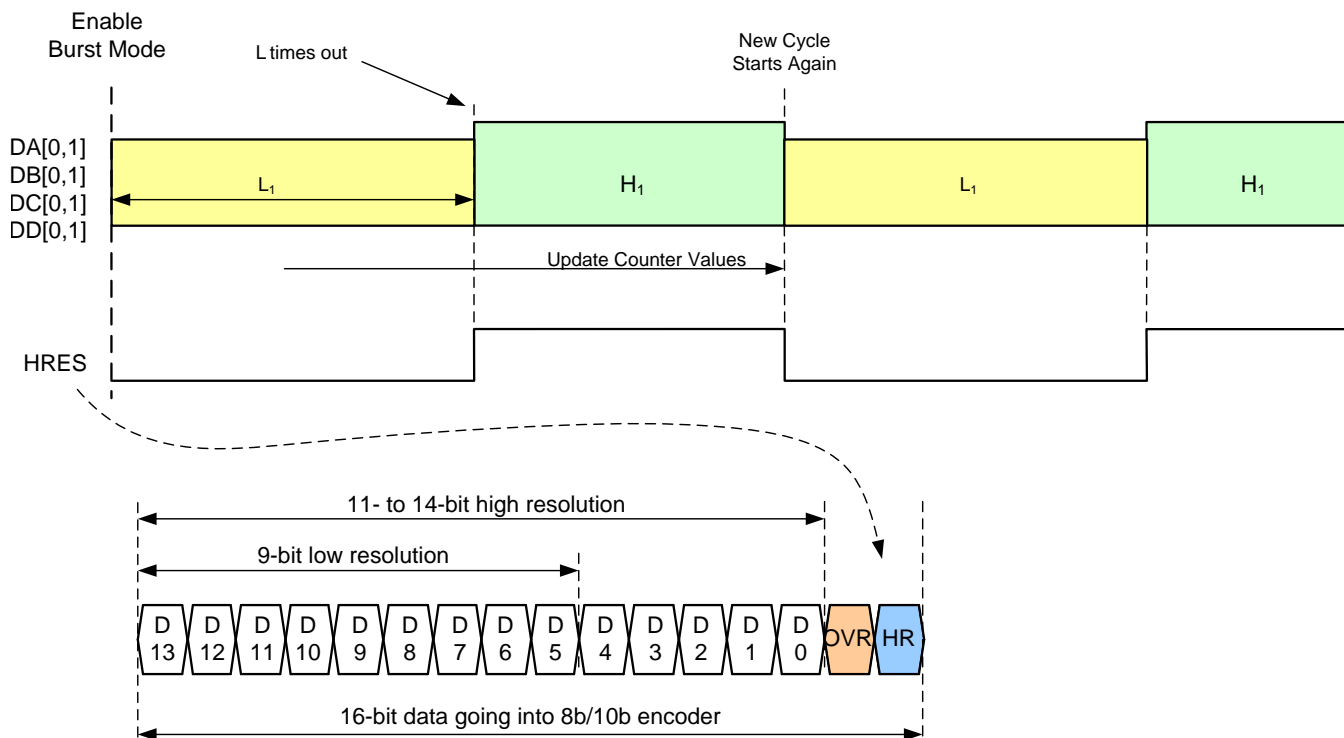 Enable
Burst Mode
L times out
New Cycle
Starts Again
DA[0,1]
DB[0,1]
DC[0,1]
DD[0,1]
L1
H1
L1
H1
Update Counter Values
HRES
11- to 14-bit high resolution
9-bit low resolution
D
13
D
12
D
11
D
10
D
9
D
8
D
7
D
6
D
5
D
4
D
3
D
2
D
1
D
0
OVR
HR
16-bit data going into 8b/10b encoder